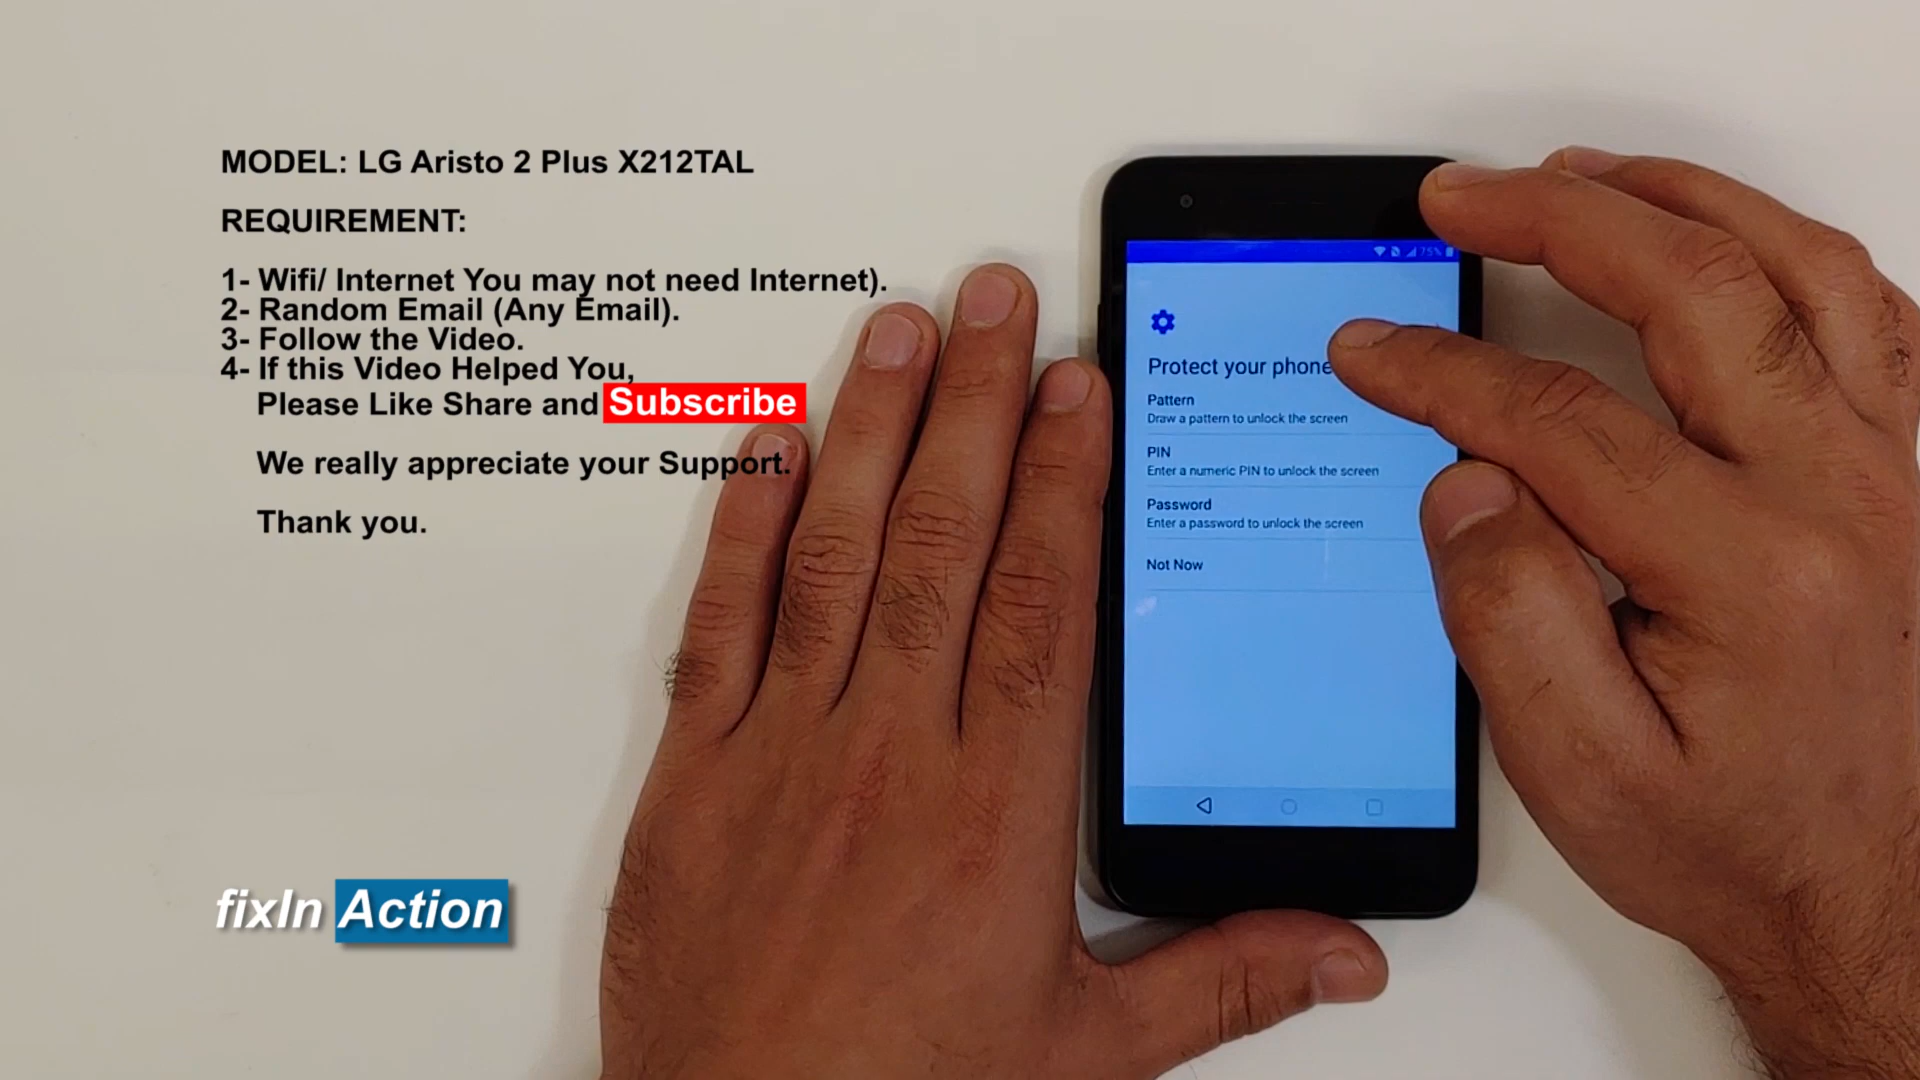 MODEL: LG Aristo 2 Plus X212TAL
REQUIREMENT:
1- Wifi/ Internet You may not need Internet).
2- Random Email (Any Email).
3- Follow the Video.
4- If this Video Helped You,
Please Like Share and Subscribe
We really appreciate your Support.
Thank you.
fixIn Action
75%
Protect your phone
Pattern
Draw a pattern to unlock the screen
PIN
Enter a numeric PIN to unlock the screen
Password
Enter a password to unlock the screen
Not Now